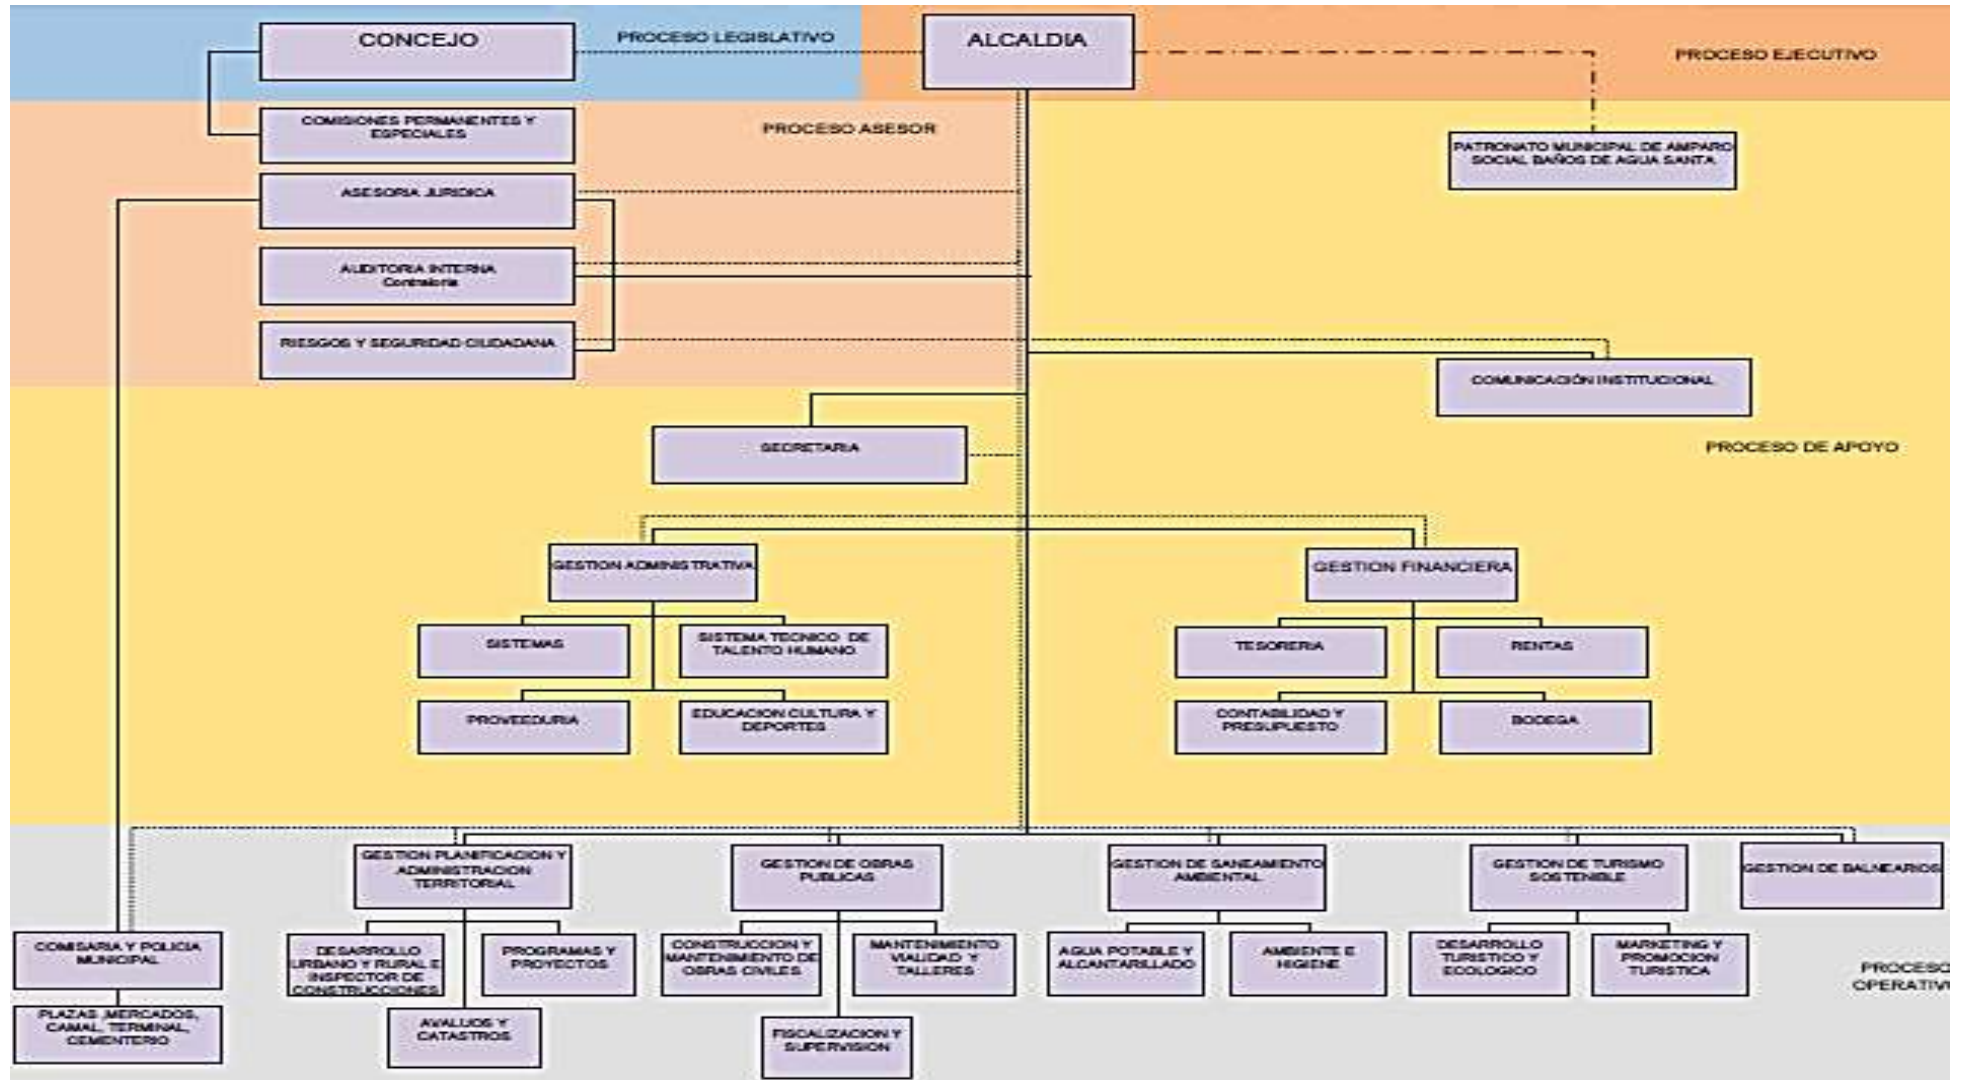 CONCEJO
PROCESO LEGISLATIVO
ALCALDIA
PROCESO EJECUTIVO
COMISIONES PERMANENTES Y
ESPECIALES
PROCESO ASESOR
PATRONATO MUNICIPAL DE AMPARO
SOCIAL BAÑOS DE AGUA SANTA
ASESORIA JURIDICA
AUDITORIA INTERNA
Contraloria
RIESGOS Y SEGURIDAD CIUDADANA
COMUNICACIÓN INSTITUCIONAL
SECRETARIA
PROCESO DE APOYO
GESTION ADMINISTRATIVA
GESTION FINANCIERA
SISTEMAS
SISTEMA TECNICO DE
TALENTO HUMANO
TESORERIA
RENTAS
PROVEEDURIA
EDUCACION CULTURA Y
DEPORTES
CONTABILIDAD Y
PRESUPUESTO
BODEGA
GESTION PLANIFICACION Y
ADMINISTRACION
TERRITORIAL
GESTION DE OBRAS
PUBLICAS
GESTION DE SANEAMIENTO
AMBIENTAL
GESTION DE TURISMO
SOSTENIBLE
GESTION DE BALNEARIOS
COMISARIA Y POLICIA
MUNICIPAL
DESARROLLO
URBANO Y RURAL E
INSPECTOR DE
CONSTRUCCIONES
PROGRAMAS Y
PROYECTOS
CONSTRUCCION Y
MANTENIMIENTO DE
OBRAS CIVILES
MANTENIMIENTO
VIALIDAD Y
TALLERES
AGUA POTABLE Y
ALCANTARILLADO
AMBIENTE E
HIGIENE
DESARROLLO
TURISTICO Y
ECOLOGICO
MARKETING Y
PROMOCION
TURISTICA
PROCESO
OPERATIV
PLAZAS ,MERCADOS,
CAMAL, TERMINAL,
CEMENTERIO
AVALUOS Y
CATASTROS
FISCALIZACION Y
SUPERVISION